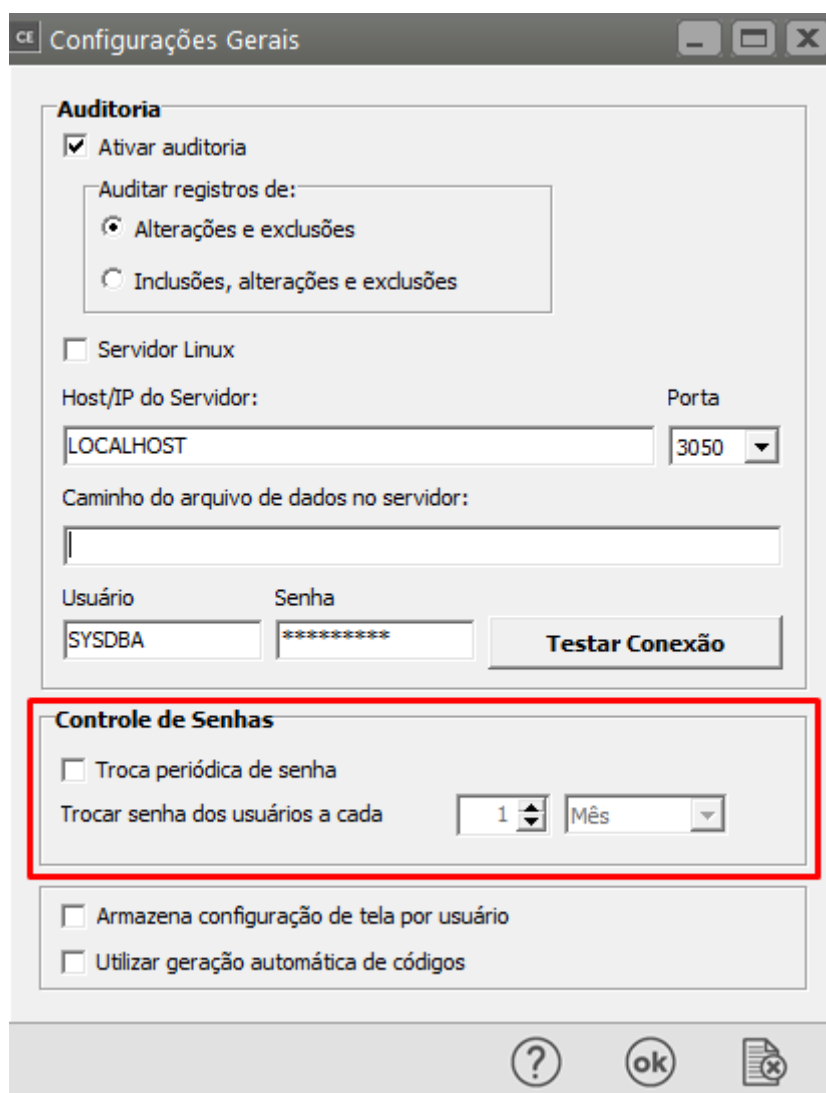 CE Configurações Gerais
Auditoria
Ativar auditoria
Auditar registros de:
Alterações e exclusões
Inclusões, alterações e exclusões
Servidor Linux
Host/IP do Servidor: Porta
LOCALHOST 3050
Caminho do arquivo de dados no servidor:
Usuário Senha
SYSDBA ********* Testar Conexão
Controle de Senhas
Troca periódica de senha
Trocar senha dos usuários a cada 1 Mês
Armazena configuração de tela por usuário
Utilizar geração automática de códigos
? ok